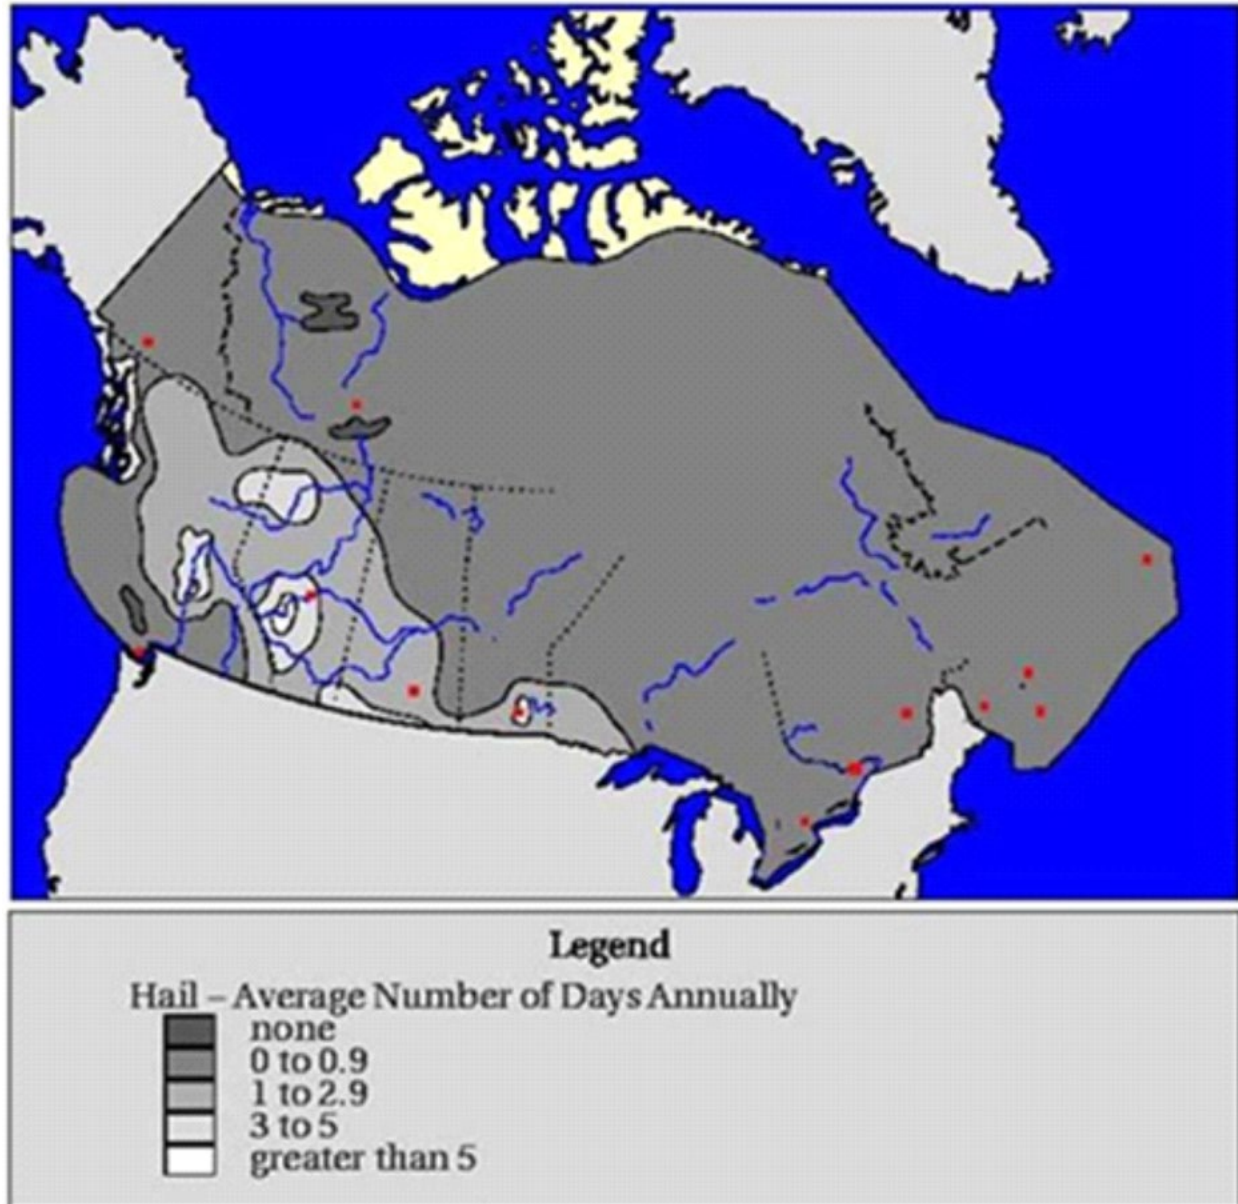 Legend
Hail – Average Number of Days Annually
none
0 to 0.9
1 to 2.9
3 to 5
greater than 5